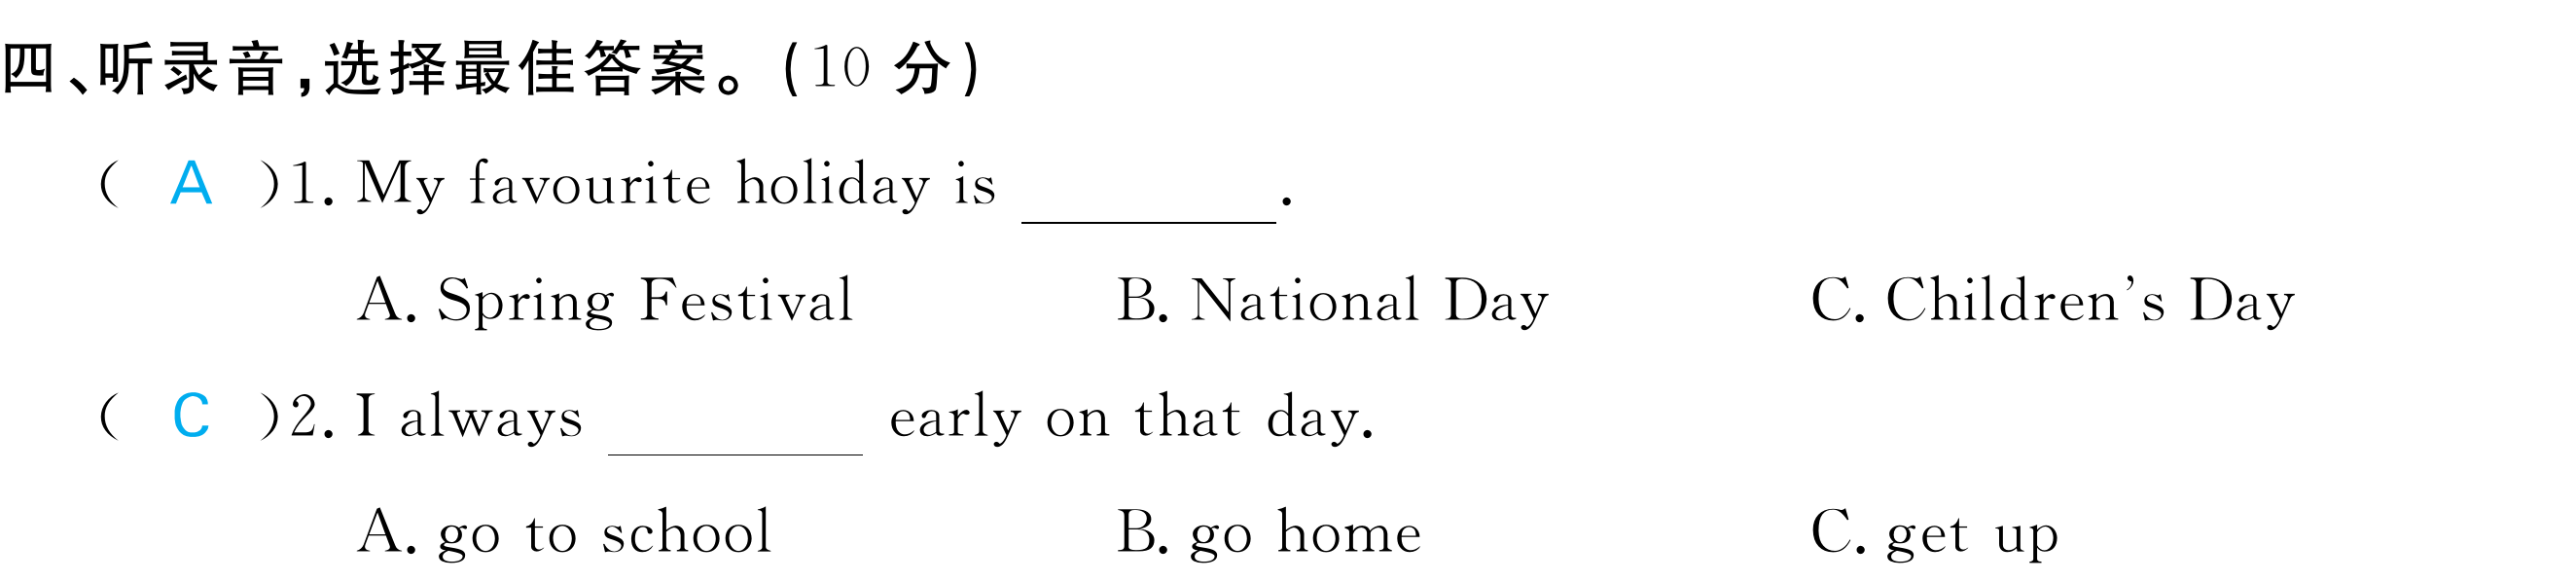 四、听录音,选择最佳答案。(10 分)
( A )1. My favourite holiday is ________.
A. Spring Festival B. National Day C. Children's Day
( C )2. I always ________ early on that day.
A. go to school B. go home C. get up